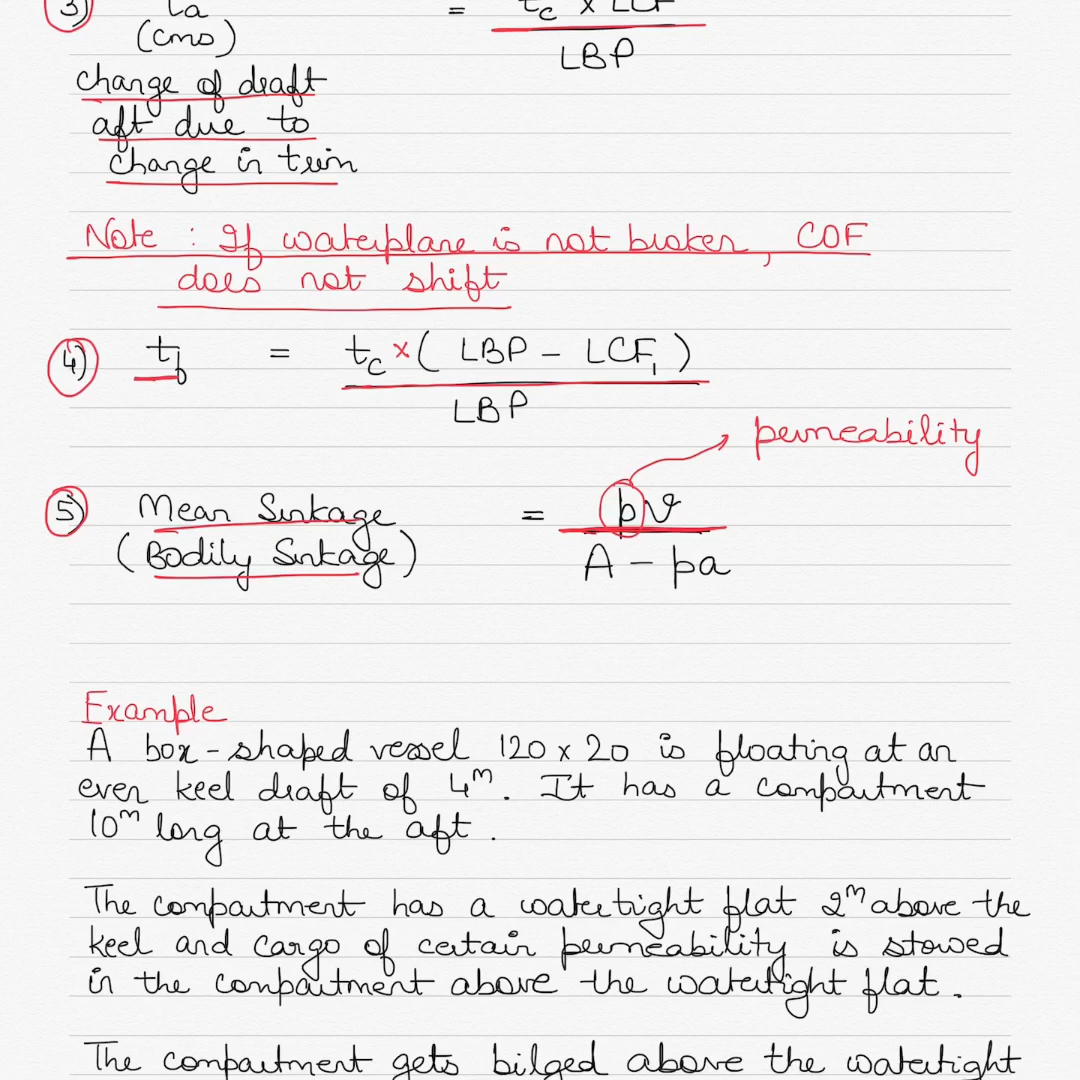 3) ta = tc x LCF
(cms) LBP
change of draft
aft due to
change in trim
Note : If waterplane is not broken, COF
does not shift
4) tf = tc x ( LBP - LCF1 )
LBP
permeability
5) Mean Sinkage = pv
(Bodily Sinkage) A - pa
Example
A box-shaped vessel 120 x 20 is floating at an
even keel draft of 4m. It has a compartment
10m long at the aft.
The compartment has a watertight flat 2m above the
keel and cargo of certain permeability is stowed
in the compartment above the watertight flat.
The compartment gets bilged above the watertight